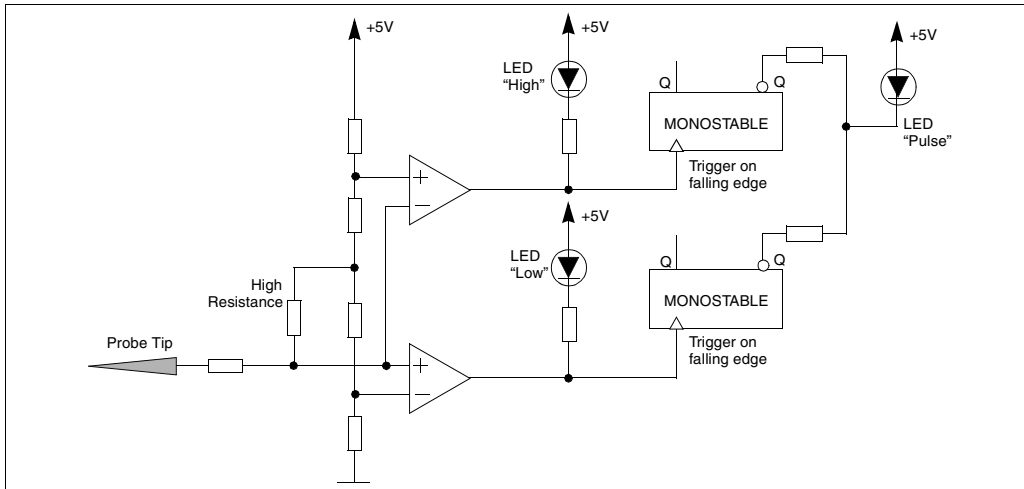 +5V
+5V
+5V
LED
“High”
Q
Q
MONOSTABLE
LED
“Pulse”
Trigger on
falling edge
+
−
+5V
LED
“Low”
Q
Q
High
Resistance
MONOSTABLE
Probe Tip
Trigger on
falling edge
+
−